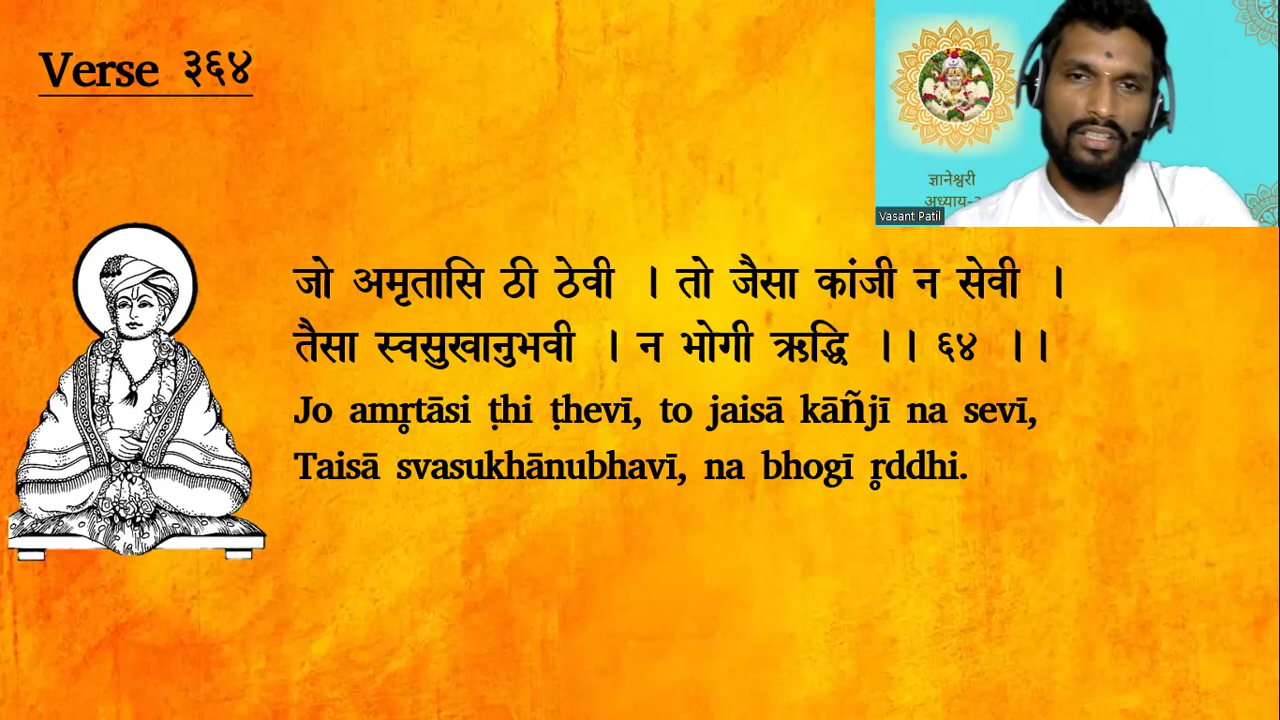 Verse ३६४
ज्ञानेश्वरी
Vasant Patil
जो अमृतासि ठी ठेवी । तो जैसा कांजी न सेवी ।
तैसा स्वसुखानुभवी । न भोगी ऋद्धि ।। ६४ ।।
Jo amr̥tāsi ṭhi ṭhevī, to jaisā kāñjī na sevī,
Taisā svasukhānubhavī, na bhogī r̥ddhi.